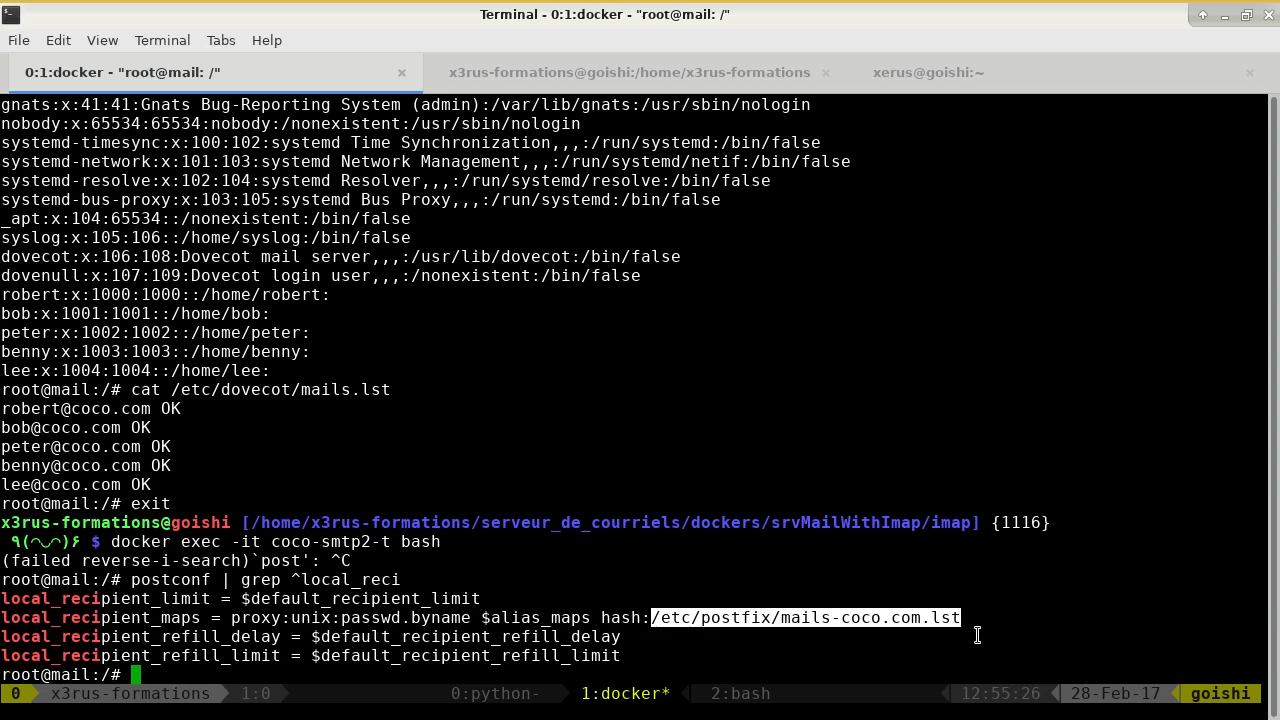 Terminal - 0:1:docker - "root@mail: /"
File Edit View Terminal Tabs Help
0:1:docker - "root@mail: /" x3rus-formations@goishi:/home/x3rus-formations xerus@goishi:~
gnats:x:41:41:Gnats Bug-Reporting System (admin):/var/lib/gnats:/usr/sbin/nologin
nobody:x:65534:65534:nobody:/nonexistent:/usr/sbin/nologin
systemd-timesync:x:100:102:systemd Time Synchronization,,,:/run/systemd:/bin/false
systemd-network:x:101:103:systemd Network Management,,,:/run/systemd/netif:/bin/false
systemd-resolve:x:102:104:systemd Resolver,,,:/run/systemd/resolve:/bin/false
systemd-bus-proxy:x:103:105:systemd Bus Proxy,,,:/run/systemd:/bin/false
_apt:x:104:65534::/nonexistent:/bin/false
syslog:x:105:106::/home/syslog:/bin/false
dovecot:x:106:108:Dovecot mail server,,,:/usr/lib/dovecot:/bin/false
dovenull:x:107:109:Dovecot login user,,,:/nonexistent:/bin/false
robert:x:1000:1000::/home/robert:
bob:x:1001:1001::/home/bob:
peter:x:1002:1002::/home/peter:
benny:x:1003:1003::/home/benny:
lee:x:1004:1004::/home/lee:
root@mail:/# cat /etc/dovecot/mails.lst
robert@coco.com OK
bob@coco.com OK
peter@coco.com OK
benny@coco.com OK
lee@coco.com OK
root@mail:/# exit
x3rus-formations@goishi [/home/x3rus-formations/serveur_de_courriels/dockers/srvMailWithImap/imap] {1116}
٩(◠◡◠)۶ $ docker exec -it coco-smtp2-t bash
(failed reverse-i-search)`post': ^C
root@mail:/# postconf | grep ^local_reci
local_recipient_limit = $default_recipient_limit
local_recipient_maps = proxy:unix:passwd.byname $alias_maps hash:/etc/postfix/mails-coco.com.lst
local_recipient_refill_delay = $default_recipient_refill_delay
local_recipient_refill_limit = $default_recipient_refill_limit
root@mail:/#
0 x3rus-formations 1:0 0:python- 1:docker* 2:bash 12:55:26 28-Feb-17 goishi